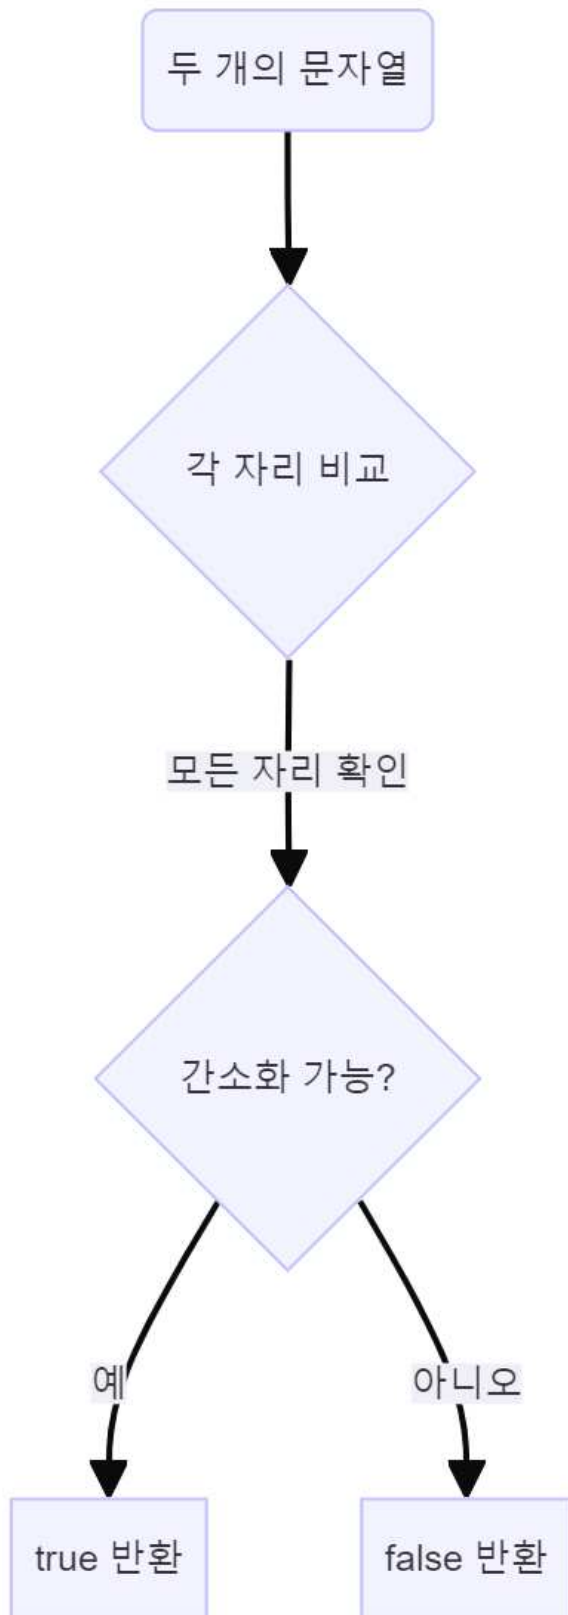 두 개의 문자열
각 자리 비교
모든 자리 확인
간소화 가능?
예
아니오
true 반환
false 반환